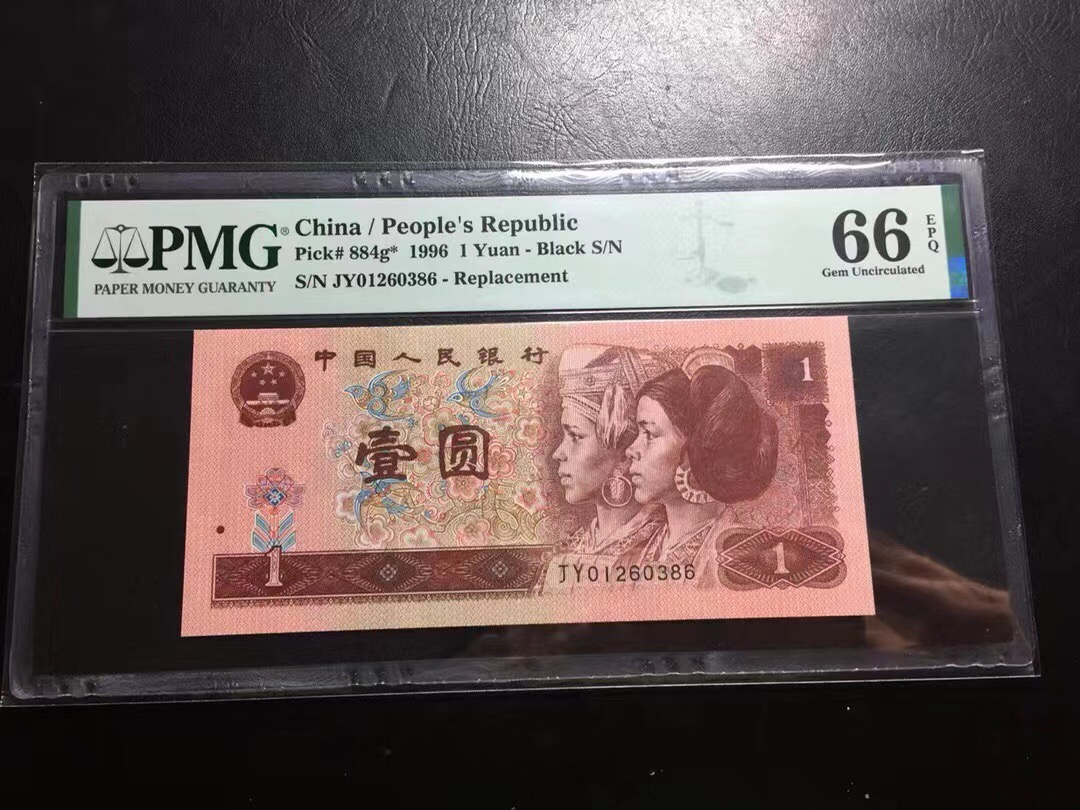 PMG®
PAPER MONEY GUARANTY
China / People's Republic
Pick# 884g* 1996 1 Yuan - Black S/N
S/N JY01260386 - Replacement
66
EPQ
Gem Uncirculated
中国人民银行
1
壹圆
1
JY01260386
1